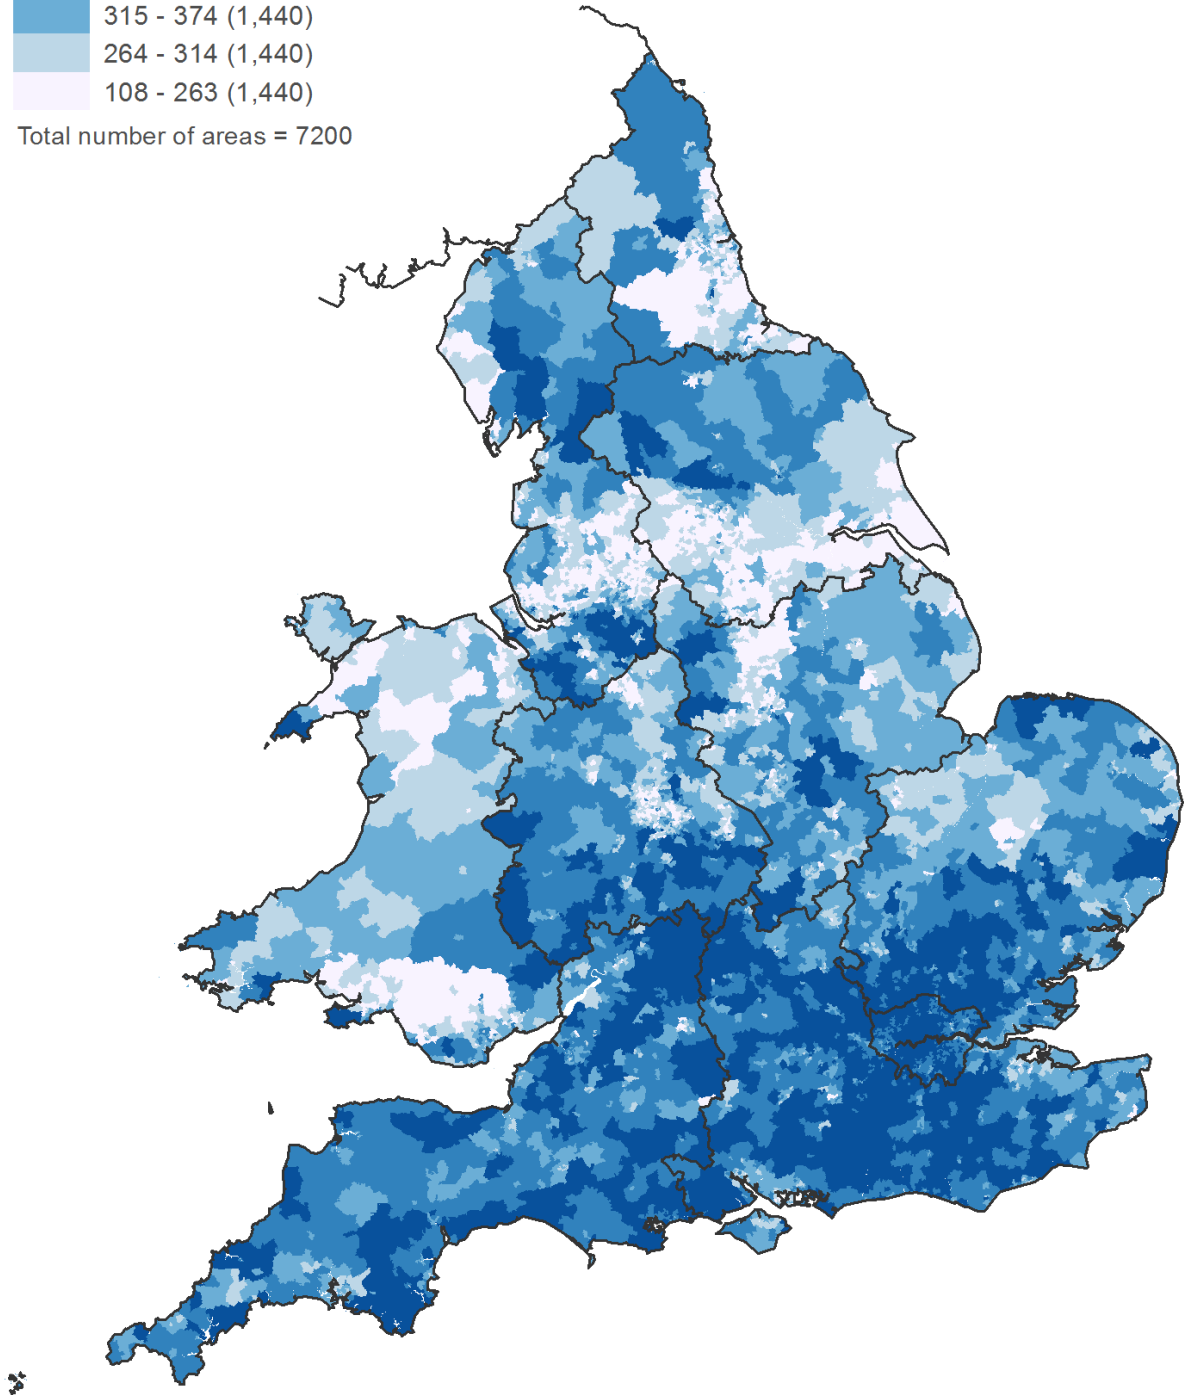 315 - 374 (1,440)
264 - 314 (1,440)
108 - 263 (1,440)
Total number of areas = 7200